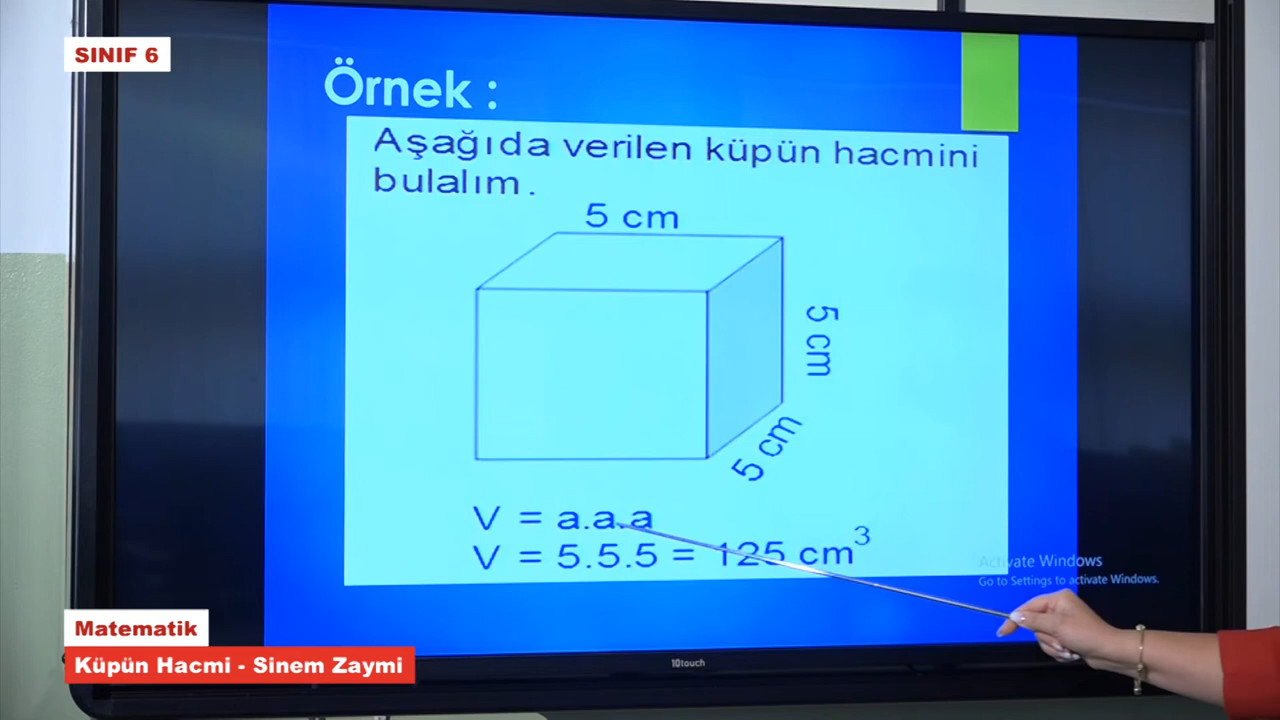 SINIF 6
Örnek :
Aşağıda verilen küpün hacmini
bulalım.
5 cm
5 cm
5 cm
V = a.a.a
V = 5.5.5 = 125 cm³
Activate Windows
Go to Settings to activate Windows.
Matematik
Küpün Hacmi - Sinem Zaymi
10touch